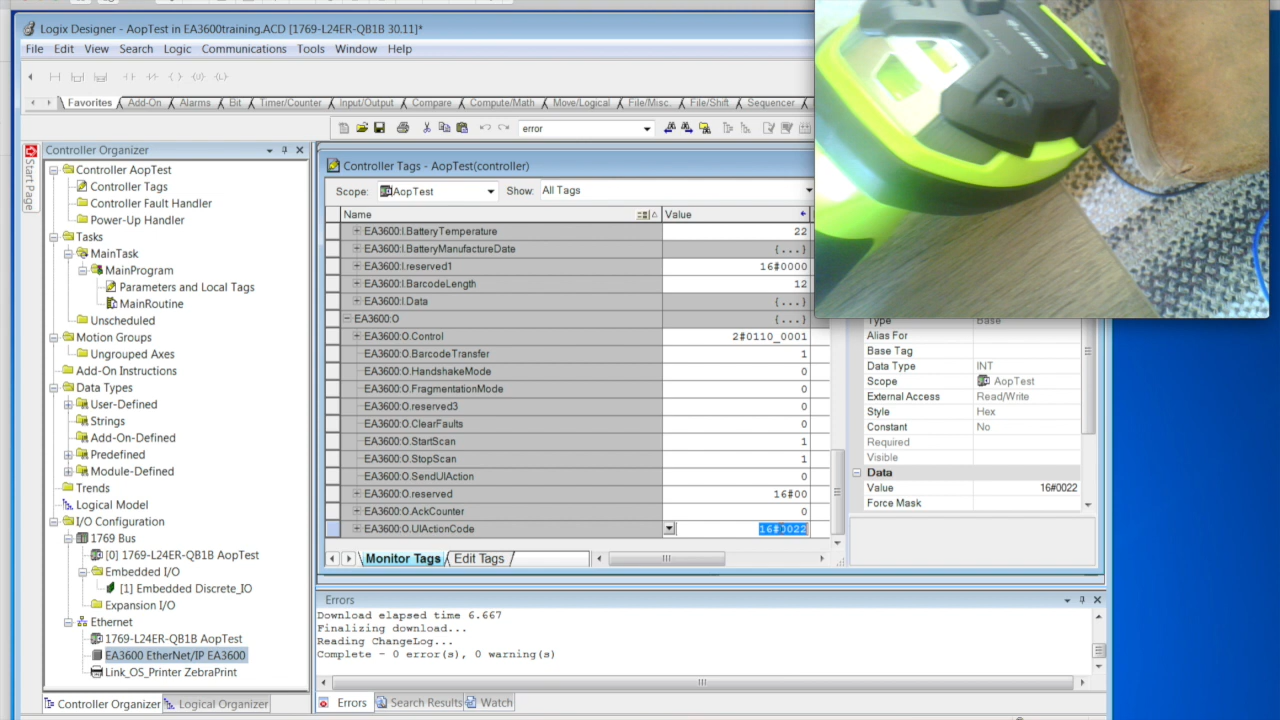 Logix Designer - AopTest in EA3600training.ACD [1769-L24ER-QB1B 30.11]*
File Edit View Search Logic Communications Tools Window Help
Favorites Add-On Alarms Bit Timer/Counter Input/Output Compare Compute/Math Move/Logical File/Misc. File/Shift Sequencer
error
Start Page
Controller Organizer
Controller AopTest
Controller Tags
Controller Fault Handler
Power-Up Handler
Tasks
MainTask
MainProgram
Parameters and Local Tags
MainRoutine
Unscheduled
Motion Groups
Ungrouped Axes
Add-On Instructions
Data Types
User-Defined
Strings
Add-On-Defined
Predefined
Module-Defined
Trends
Logical Model
I/O Configuration
1769 Bus
[0] 1769-L24ER-QB1B AopTest
Embedded I/O
[1] Embedded Discrete_IO
Expansion I/O
Ethernet
1769-L24ER-QB1B AopTest
EA3600 EtherNet/IP EA3600
Link_OS_Printer ZebraPrint
Controller Organizer Logical Organizer
Controller Tags - AopTest(controller)
Scope: AopTest Show: All Tags
Name Value
EA3600:I.BatteryTemperature 22
EA3600:I.BatteryManufactureDate {...}
EA3600:I.reserved1 16#0000
EA3600:I.BarcodeLength 12
EA3600:I.Data {...}
EA3600:O {...}
EA3600:O.Control 2#0110_0001
EA3600:O.BarcodeTransfer 1
EA3600:O.HandshakeMode 0
EA3600:O.FragmentationMode 0
EA3600:O.reserved3 0
EA3600:O.ClearFaults 0
EA3600:O.StartScan 1
EA3600:O.StopScan 1
EA3600:O.SendUIAction 0
EA3600:O.reserved 16#00
EA3600:O.AckCounter 0
EA3600:O.UIActionCode 16#0022
Monitor Tags Edit Tags
Type Base
Alias For
Base Tag
Data Type INT
Scope AopTest
External Access Read/Write
Style Hex
Constant No
Required
Visible
Data
Value 16#0022
Force Mask
Errors
Download elapsed time 6.667
Finalizing download...
Reading ChangeLog...
Complete - 0 error(s), 0 warning(s)
Errors Search Results Watch
ZEBRA